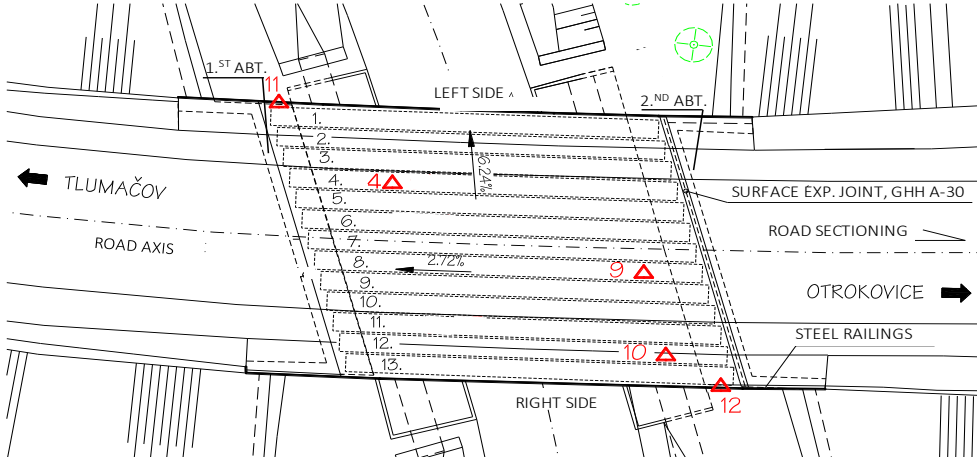 1.ST ABT.
11
LEFT SIDE
2.ND ABT.
1.
2.
3.
4.
4
5.
6.
7.
8.
9.
10.
11.
12.
13.
6.24%
2.72%
TLUMAČOV
ROAD AXIS
SURFACE EXP. JOINT, GHH A-30
ROAD SECTIONING
9
OTROKOVICE
STEEL RAILINGS
10
RIGHT SIDE
12